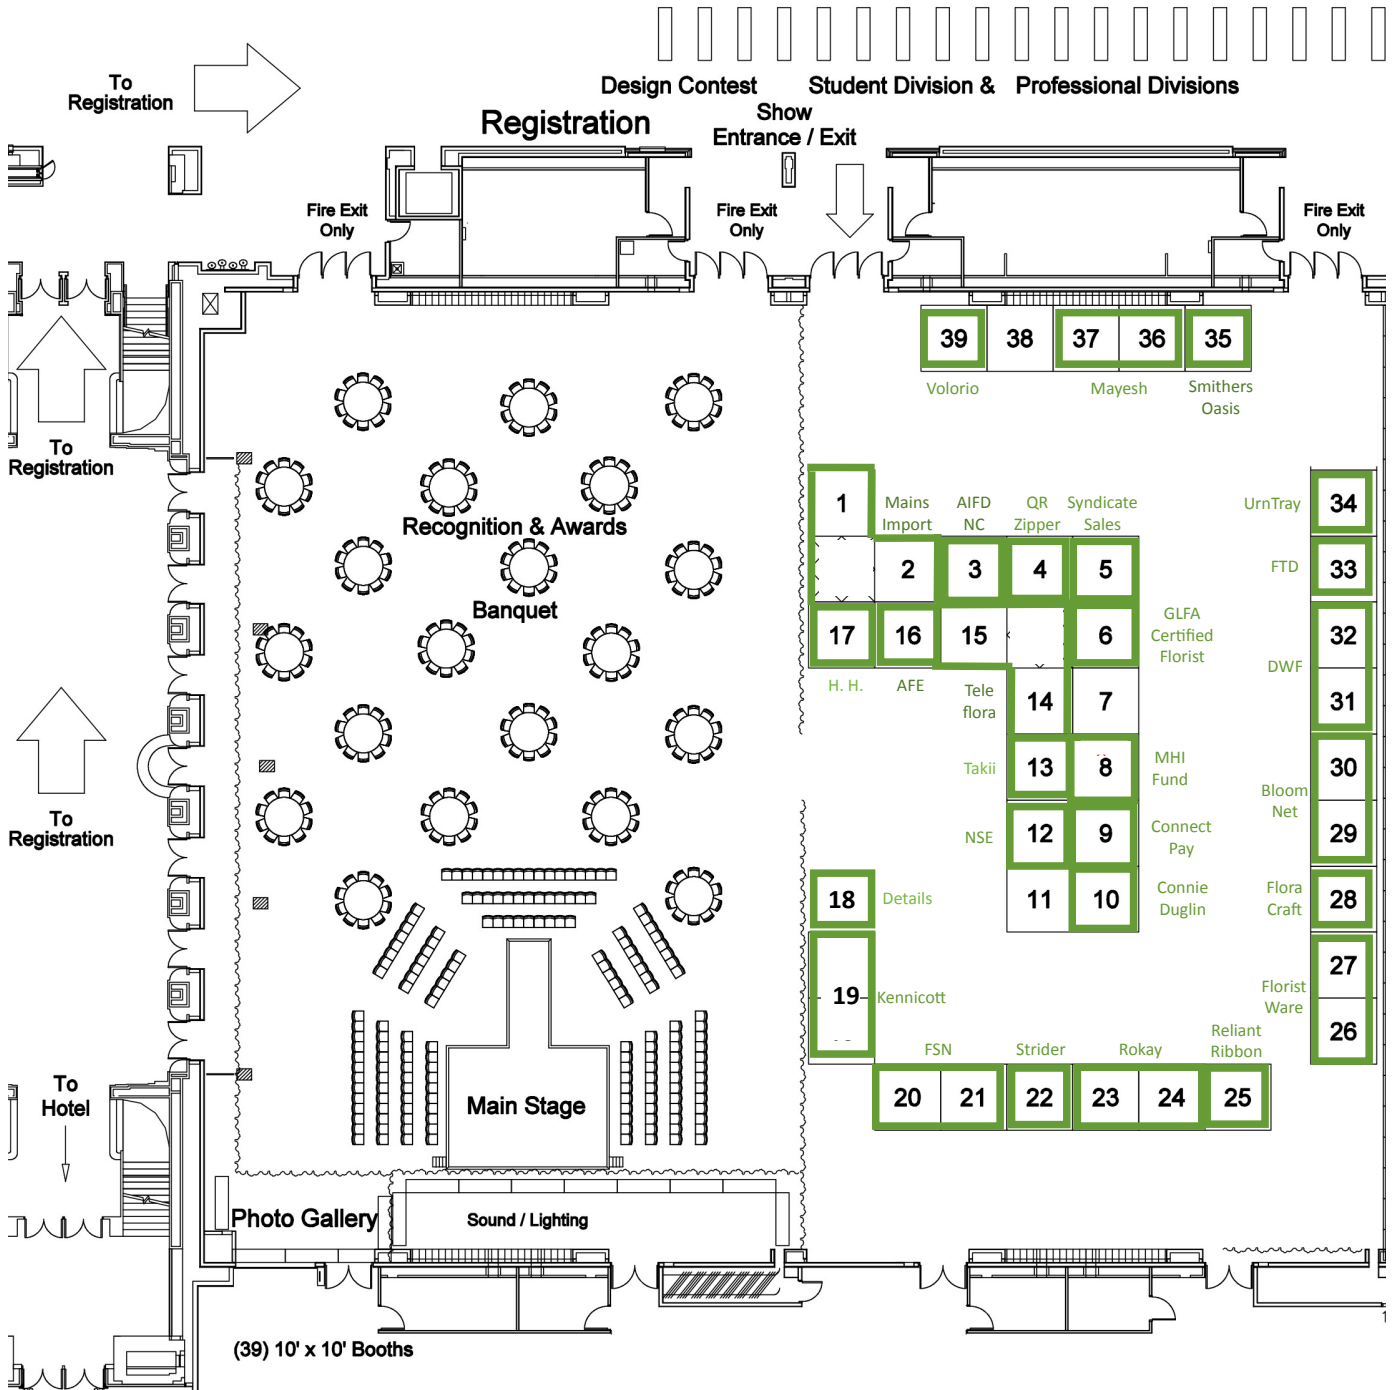 To
Registration
Design Contest
Student Division &
Professional Divisions
Registration
Show
Entrance / Exit
Fire Exit
Only
Fire Exit
Only
Fire Exit
Only
39
38
37
36
35
Volorio
Mayesh
Smithers
Oasis
To
Registration
1
Mains
Import
AIFD
NC
QR
Zipper
Syndicate
Sales
UrnTray
34
Recognition & Awards
2
3
4
5
FTD
33
Banquet
17
16
15
6
GLFA
Certified
Florist
32
DWF
H. H.
AFE
Tele
flora
14
7
31
Takii
13
8
MHI
Fund
30
Bloom
Net
To
Registration
NSE
12
9
Connect
Pay
29
18
Details
11
10
Connie
Duglin
Flora
Craft
28
19
Kennicott
27
Florist
Ware
26
FSN
Strider
Rokay
Reliant
Ribbon
To
Hotel
Main Stage
20
21
22
23
24
25
Photo Gallery
Sound / Lighting
(39) 10' x 10' Booths